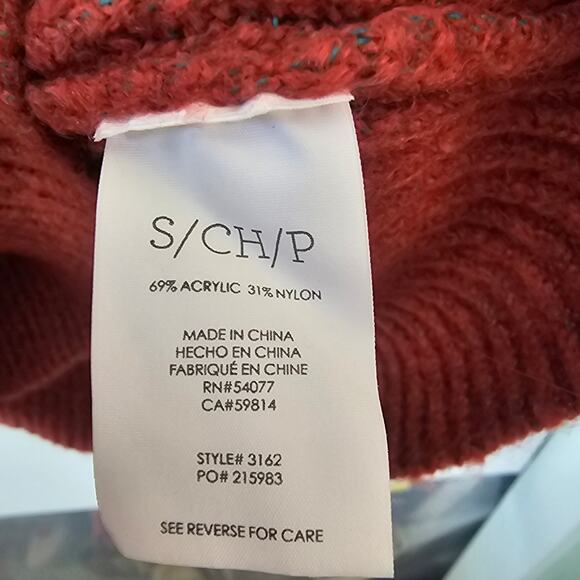 S/CH/P
69% ACRYLIC 31% NYLON
MADE IN CHINA
HECHO EN CHINA
FABRIQUÉ EN CHINE
RN#54077
CA#59814
STYLE# 3162
PO# 215983
SEE REVERSE FOR CARE